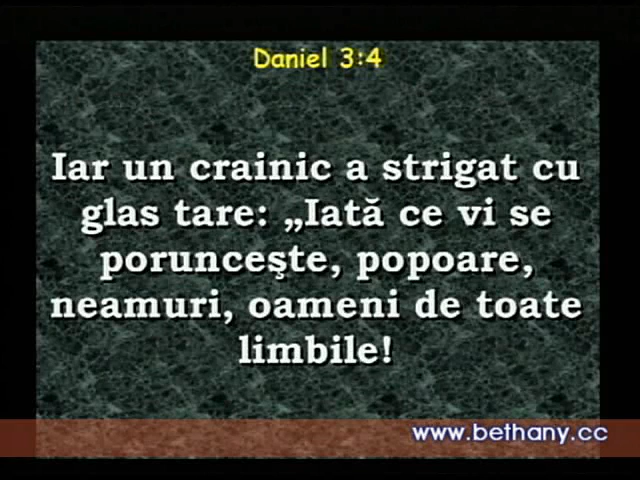 Daniel 3:4
Iar un crainic a strigat cu
glas tare: „Iată ce vi se
porunceşte, popoare,
neamuri, oameni de toate
limbile!
www.bethany.cc